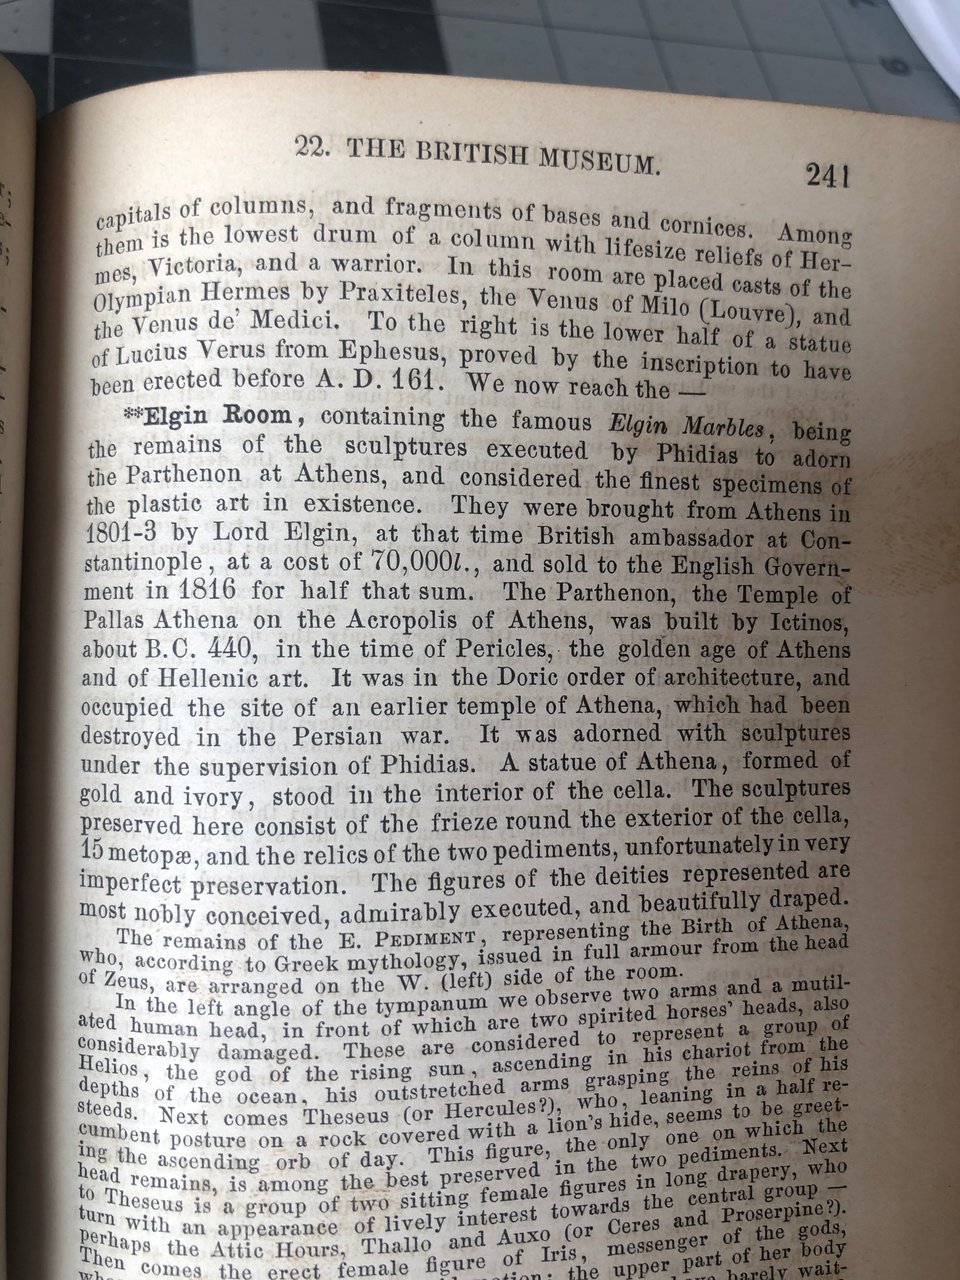 22. THE BRITISH MUSEUM. 241
capitals of columns, and fragments of bases and cornices. Among
them is the lowest drum of a column with lifesize reliefs of Her-
mes, Victoria, and a warrior. In this room are placed casts of the
Olympian Hermes by Praxiteles, the Venus of Milo (Louvre), and
the Venus de' Medici. To the right is the lower half of a statue
of Lucius Verus from Ephesus, proved by the inscription to have
been erected before A. D. 161. We now reach the —
**Elgin Room, containing the famous Elgin Marbles, being
the remains of the sculptures executed by Phidias to adorn
the Parthenon at Athens, and considered the finest specimens of
the plastic art in existence. They were brought from Athens in
1801-3 by Lord Elgin, at that time British ambassador at Con-
stantinople, at a cost of 70,000l., and sold to the English Govern-
ment in 1816 for half that sum. The Parthenon, the Temple of
Pallas Athena on the Acropolis of Athens, was built by Ictinos,
about B.C. 440, in the time of Pericles, the golden age of Athens
and of Hellenic art. It was in the Doric order of architecture, and
occupied the site of an earlier temple of Athena, which had been
destroyed in the Persian war. It was adorned with sculptures
under the supervision of Phidias. A statue of Athena, formed of
gold and ivory, stood in the interior of the cella. The sculptures
preserved here consist of the frieze round the exterior of the cella,
15 metopæ, and the relics of the two pediments, unfortunately in very
imperfect preservation. The figures of the deities represented are
most nobly conceived, admirably executed, and beautifully draped.
The remains of the E. PEDIMENT, representing the Birth of Athena,
who, according to Greek mythology, issued in full armour from the head
of Zeus, are arranged on the W. (left) side of the room.
In the left angle of the tympanum we observe two arms and a mutil-
ated human head, in front of which are two spirited horses' heads, also
considerably damaged. These are considered to represent a group of
Helios, the god of the rising sun, ascending in his chariot from the
depths of the ocean, his outstretched arms grasping the reins of his
steeds. Next comes Theseus (or Hercules?), who, leaning in a half re-
cumbent posture on a rock covered with a lion's hide, seems to be greet-
ing the ascending orb of day. This figure, the only one on which the
head remains, is among the best preserved in the two pediments. Next
to Theseus is a group of two sitting female figures in long drapery, who
turn with an appearance of lively interest towards the central group —
perhaps the Attic Hours, Thallo and Auxo (or Ceres and Proserpine?).
Then comes the erect female figure of Iris, messenger of the gods,
the upper part of her body
barely wait-